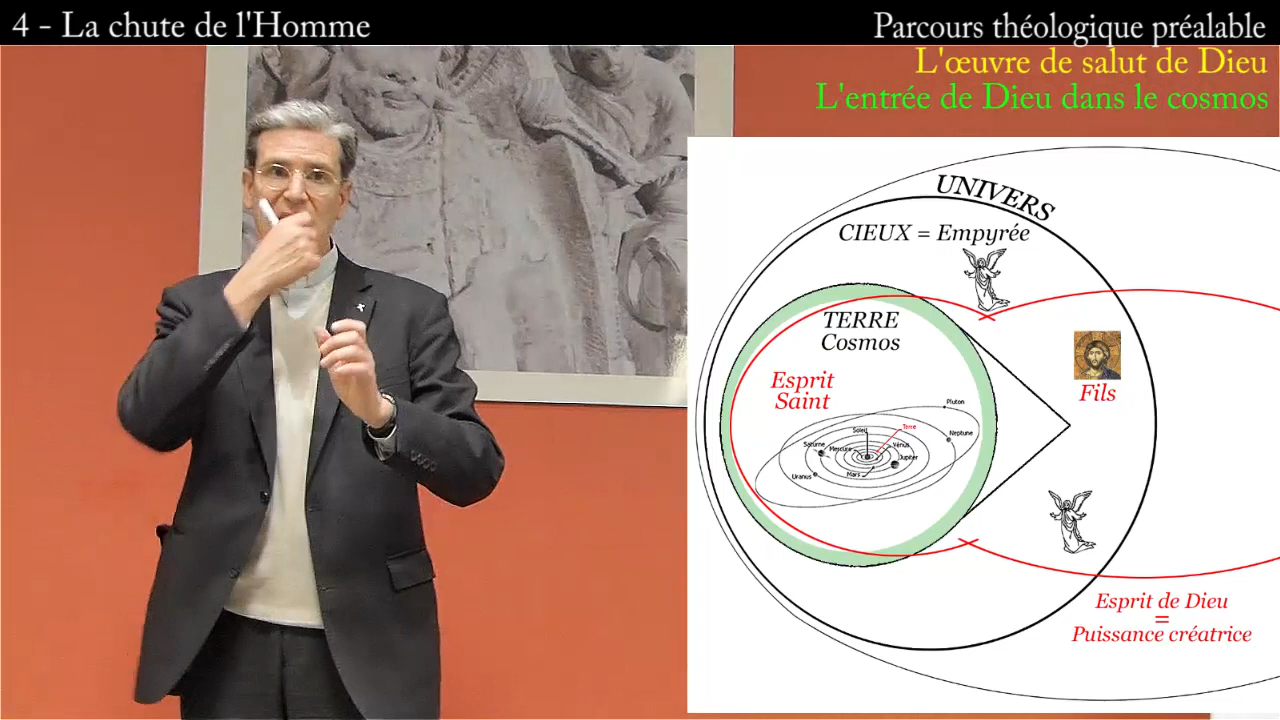 4 - La chute de l'Homme
Parcours théologique préalable
L'œuvre de salut de Dieu
L'entrée de Dieu dans le cosmos
UNIVERS
CIEUX = Empyrée
TERRE
Cosmos
Esprit
Saint
Fils
Pluton
Soleil
Terre
Neptune
Saturne
Mercure
Vénus
Jupiter
Uranus
Mars
Esprit de Dieu
=
Puissance créatrice